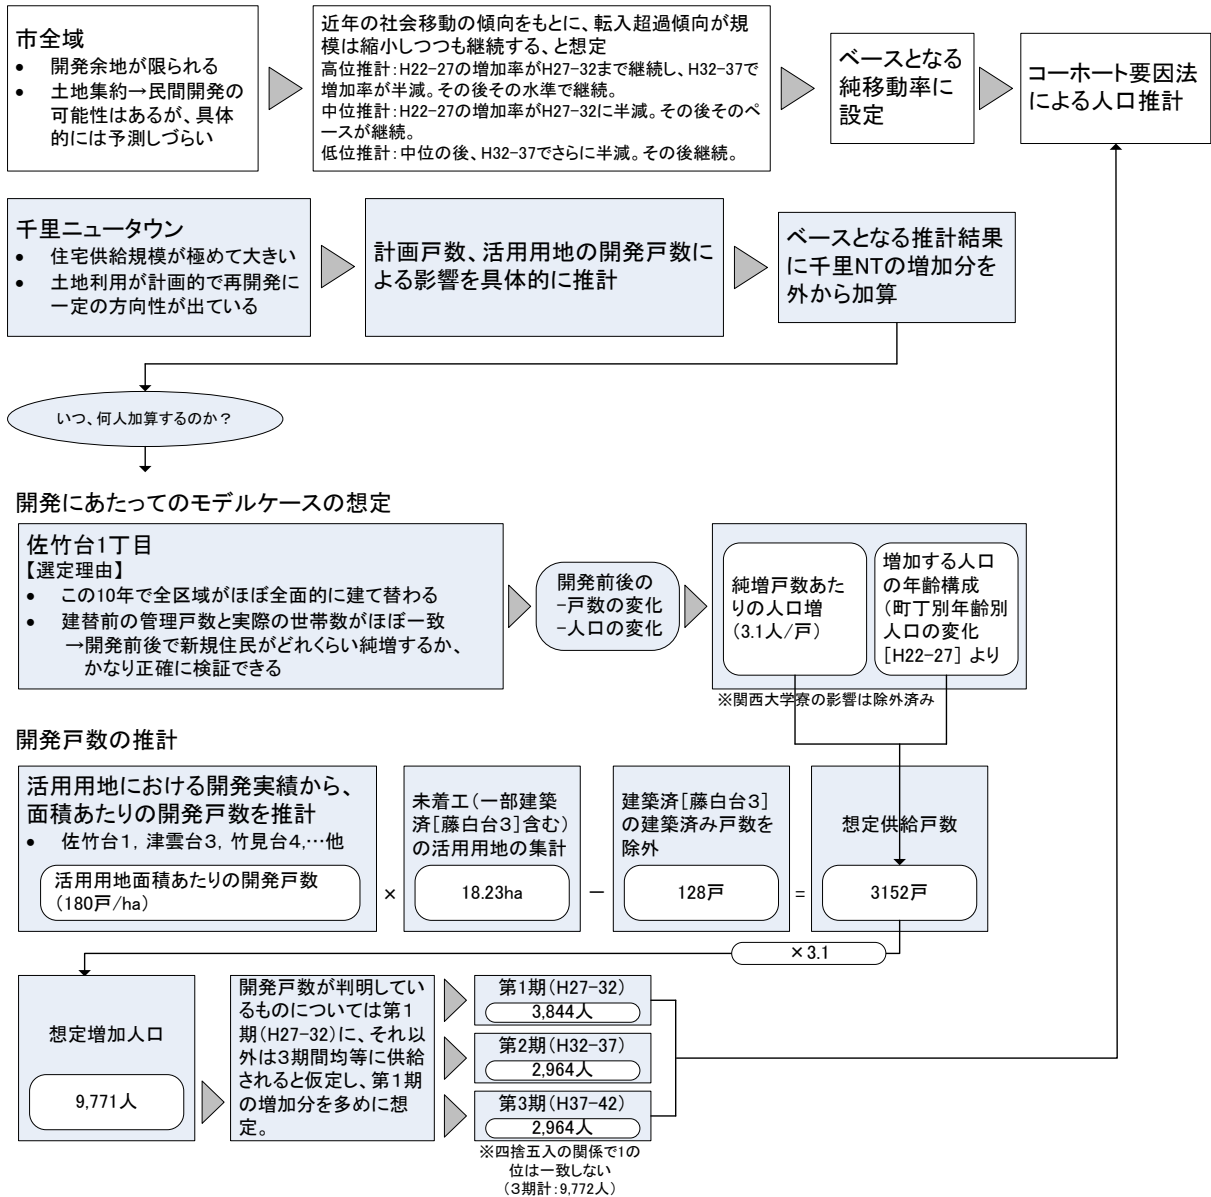 市全域
• 開発余地が限られる
• 土地集約→民間開発の
可能性はあるが、具体
的には予測しづらい
近年の社会移動の傾向をもとに、転入超過傾向が規
模は縮小しつつも継続する、と想定
高位推計：H22-27の増加率がH27-32まで継続し、H32-37で
増加率が半減。その後その水準で継続。
中位推計：H22-27の増加率がH27-32に半減。その後そのペ
ースが継続。
低位推計：中位の後、H32-37でさらに半減。その後継続。
ベースとなる
純移動率に
設定
コーホート要因法
による人口推計
千里ニュータウン
• 住宅供給規模が極めて大きい
• 土地利用が計画的で再開発に
一定の方向性が出ている
計画戸数、活用用地の開発戸数に
よる影響を具体的に推計
ベースとなる推計結果
に千里NTの増加分を
外から加算
いつ、何人加算するのか？
開発にあたってのモデルケースの想定
佐竹台1丁目
【選定理由】
• この10年で全区域がほぼ全面的に建て替わる
• 建替前の管理戸数と実際の世帯数がほぼ一致
→開発前後で新規住民がどれくらい純増するか、
かなり正確に検証できる
開発前後の
-戸数の変化
-人口の変化
純増戸数あた
りの人口増
（3.1人/戸）
増加する人口
の年齢構成
（町丁別年齢別
人口の変化
［H22-27］より
※関西大学寮の影響は除外済み
開発戸数の推計
活用用地における開発実績から、
面積あたりの開発戸数を推計
• 佐竹台1，津雲台3，竹見台4,…他
活用用地面積あたりの開発戸数
（180戸/ha）
×
未着工（一部建築
済［藤白台3］含む）
の活用用地の集計
18.23ha
－
建築済［藤白台3］
の建築済み戸数を
除外
128戸
=
想定供給戸数
3152戸
×3.1
想定増加人口
9,771人
開発戸数が判明してい
るものについては第1
期（H27-32）に、それ以
外は3期間均等に供給
されると仮定し、第1期
の増加分を多めに想
定。
第1期（H27-32）
3,844人
第2期（H32-37）
2,964人
第3期（H37-42）
2,964人
※四捨五入の関係で1の
位は一致しない
（3期計：9,772人）